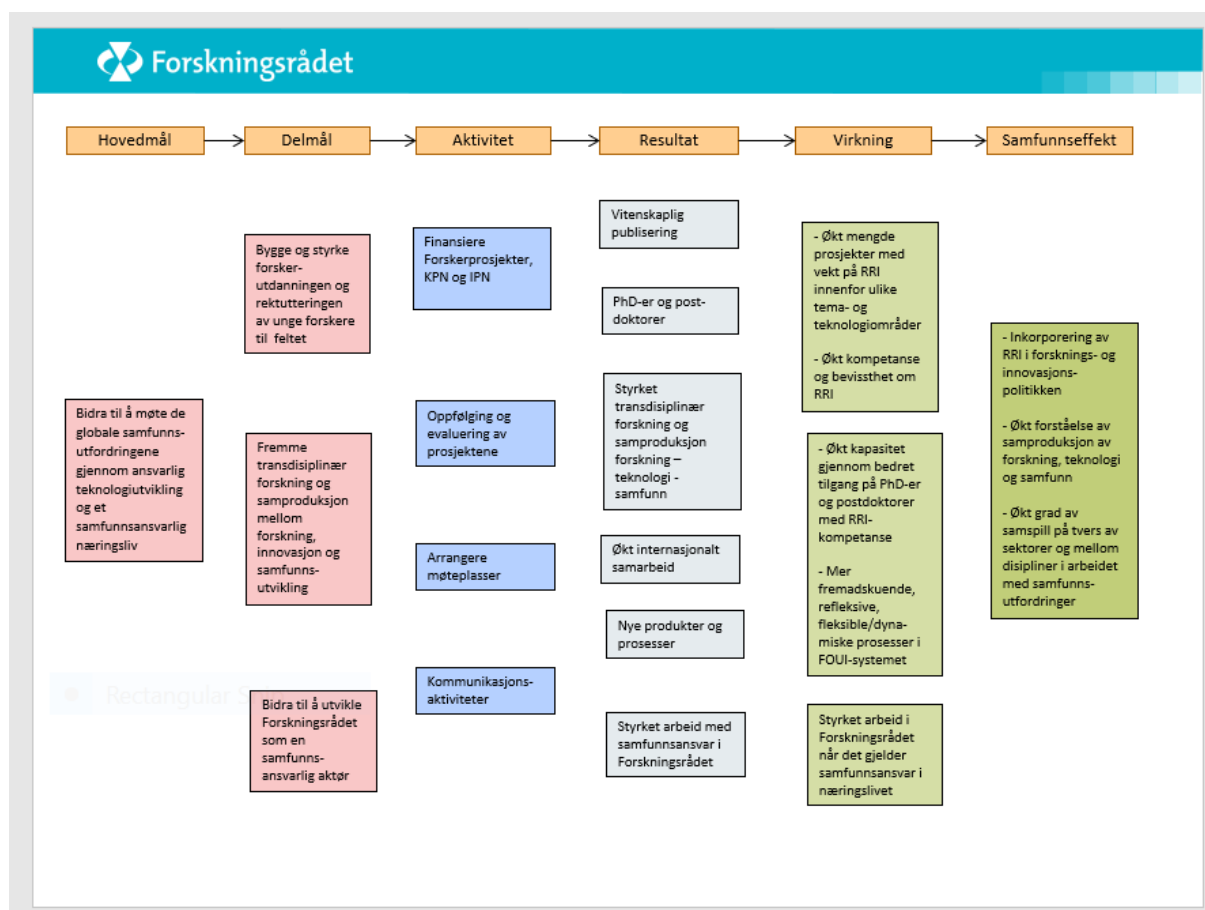 Forskningsrådet
Hovedmål
Delmål
Aktivitet
Resultat
Virkning
Samfunnseffekt
Bidra til å møte de
globale samfunns-
utfordringene
gjennom ansvarlig
teknologiutvikling
og et
samfunnsansvarlig
næringsliv
Bygge og styrke
forsker-
utdanningen og
rektutteringen
av unge forskere
til feltet
Fremme
transdisiplinær
forskning og
samproduksjon
mellom
forskning,
innovasjon og
samfunns-
utvikling
Bidra til å utvikle
Forskningsrådet
som en
samfunns-
ansvarlig aktør
Finansiere
Forskerprosjekter,
KPN og IPN
Oppfølging og
evaluering av
prosjektene
Arrangere
møteplasser
Kommunikasjons-
aktiviteter
Vitenskaplig
publisering
PhD-er og post-
doktorer
Styrket
transdisiplinær
forskning og
samproduksjon
forskning –
teknologi -
samfunn
Økt internasjonalt
samarbeid
Nye produkter og
prosesser
Styrket arbeid med
samfunnsansvar i
Forskningsrådet
- Økt mengde
prosjekter med
vekt på RRI
innenfor ulike
tema- og
teknologiområder
- Økt kompetanse
og bevissthet om
RRI
- Økt kapasitet
gjennom bedret
tilgang på PhD-er
og postdoktorer
med RRI-
kompetanse
- Mer
fremadskuende,
refleksive,
fleksible/dyna-
miske prosesser i
FOUI-systemet
Styrket arbeid i
Forskningsrådet
når det gjelder
samfunnsansvar i
næringslivet
- Inkorporering av
RRI i forsknings- og
innovasjons-
politikken
- Økt forståelse av
samproduksjon av
forskning, teknologi
og samfunn
- Økt grad av
samspill på tvers av
sektorer og mellom
disipliner i arbeidet
med samfunns-
utfordringer
Rectangular